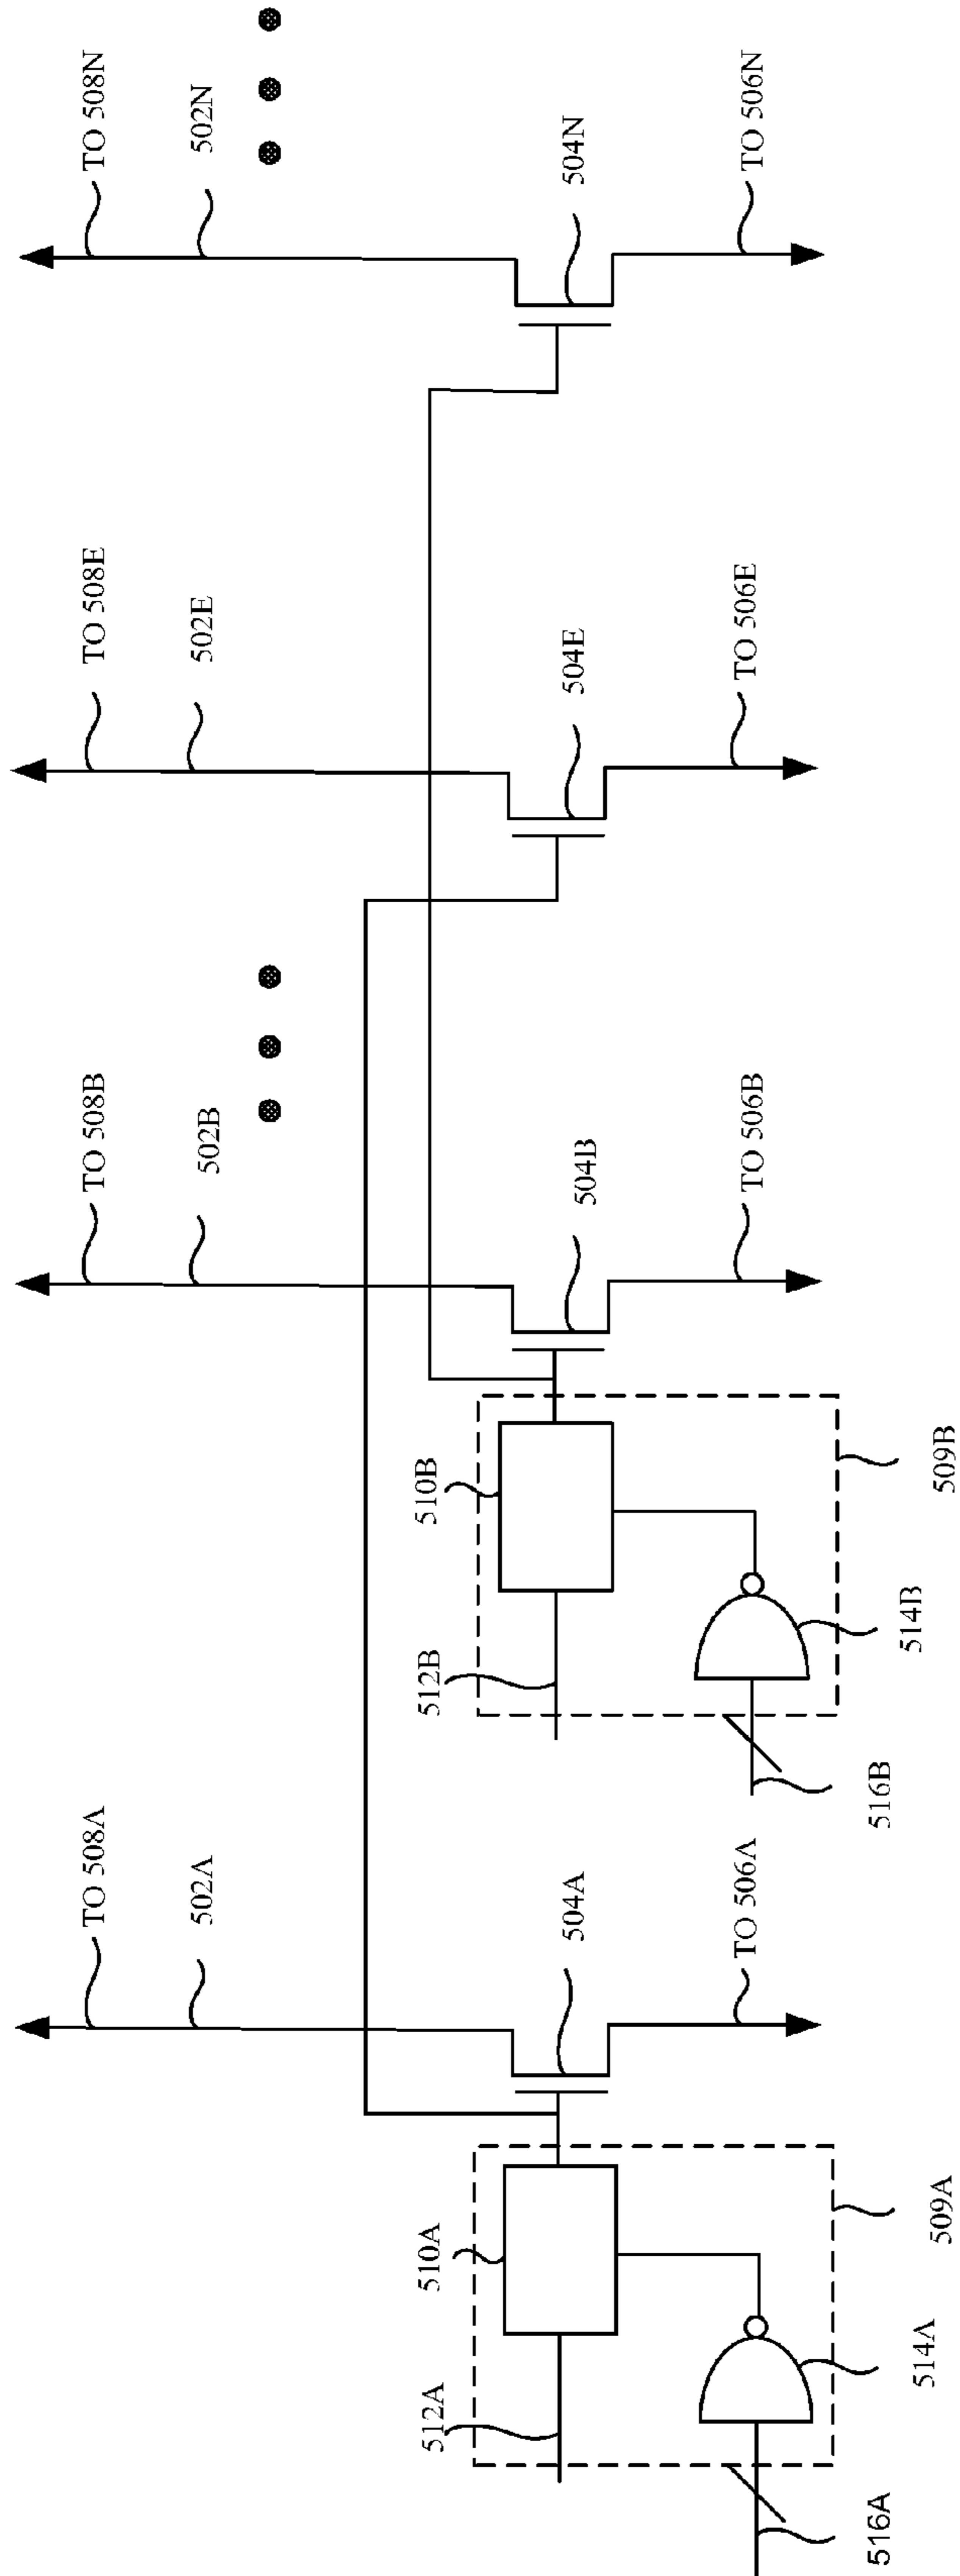 TO 508A
TO 508B
TO 508E
TO 508N
502A
502B
502E
502N
512A
510A
512B
510B
504A
504B
504E
504N
TO 506A
TO 506B
TO 506E
TO 506N
516A
514A
509A
516B
514B
509B